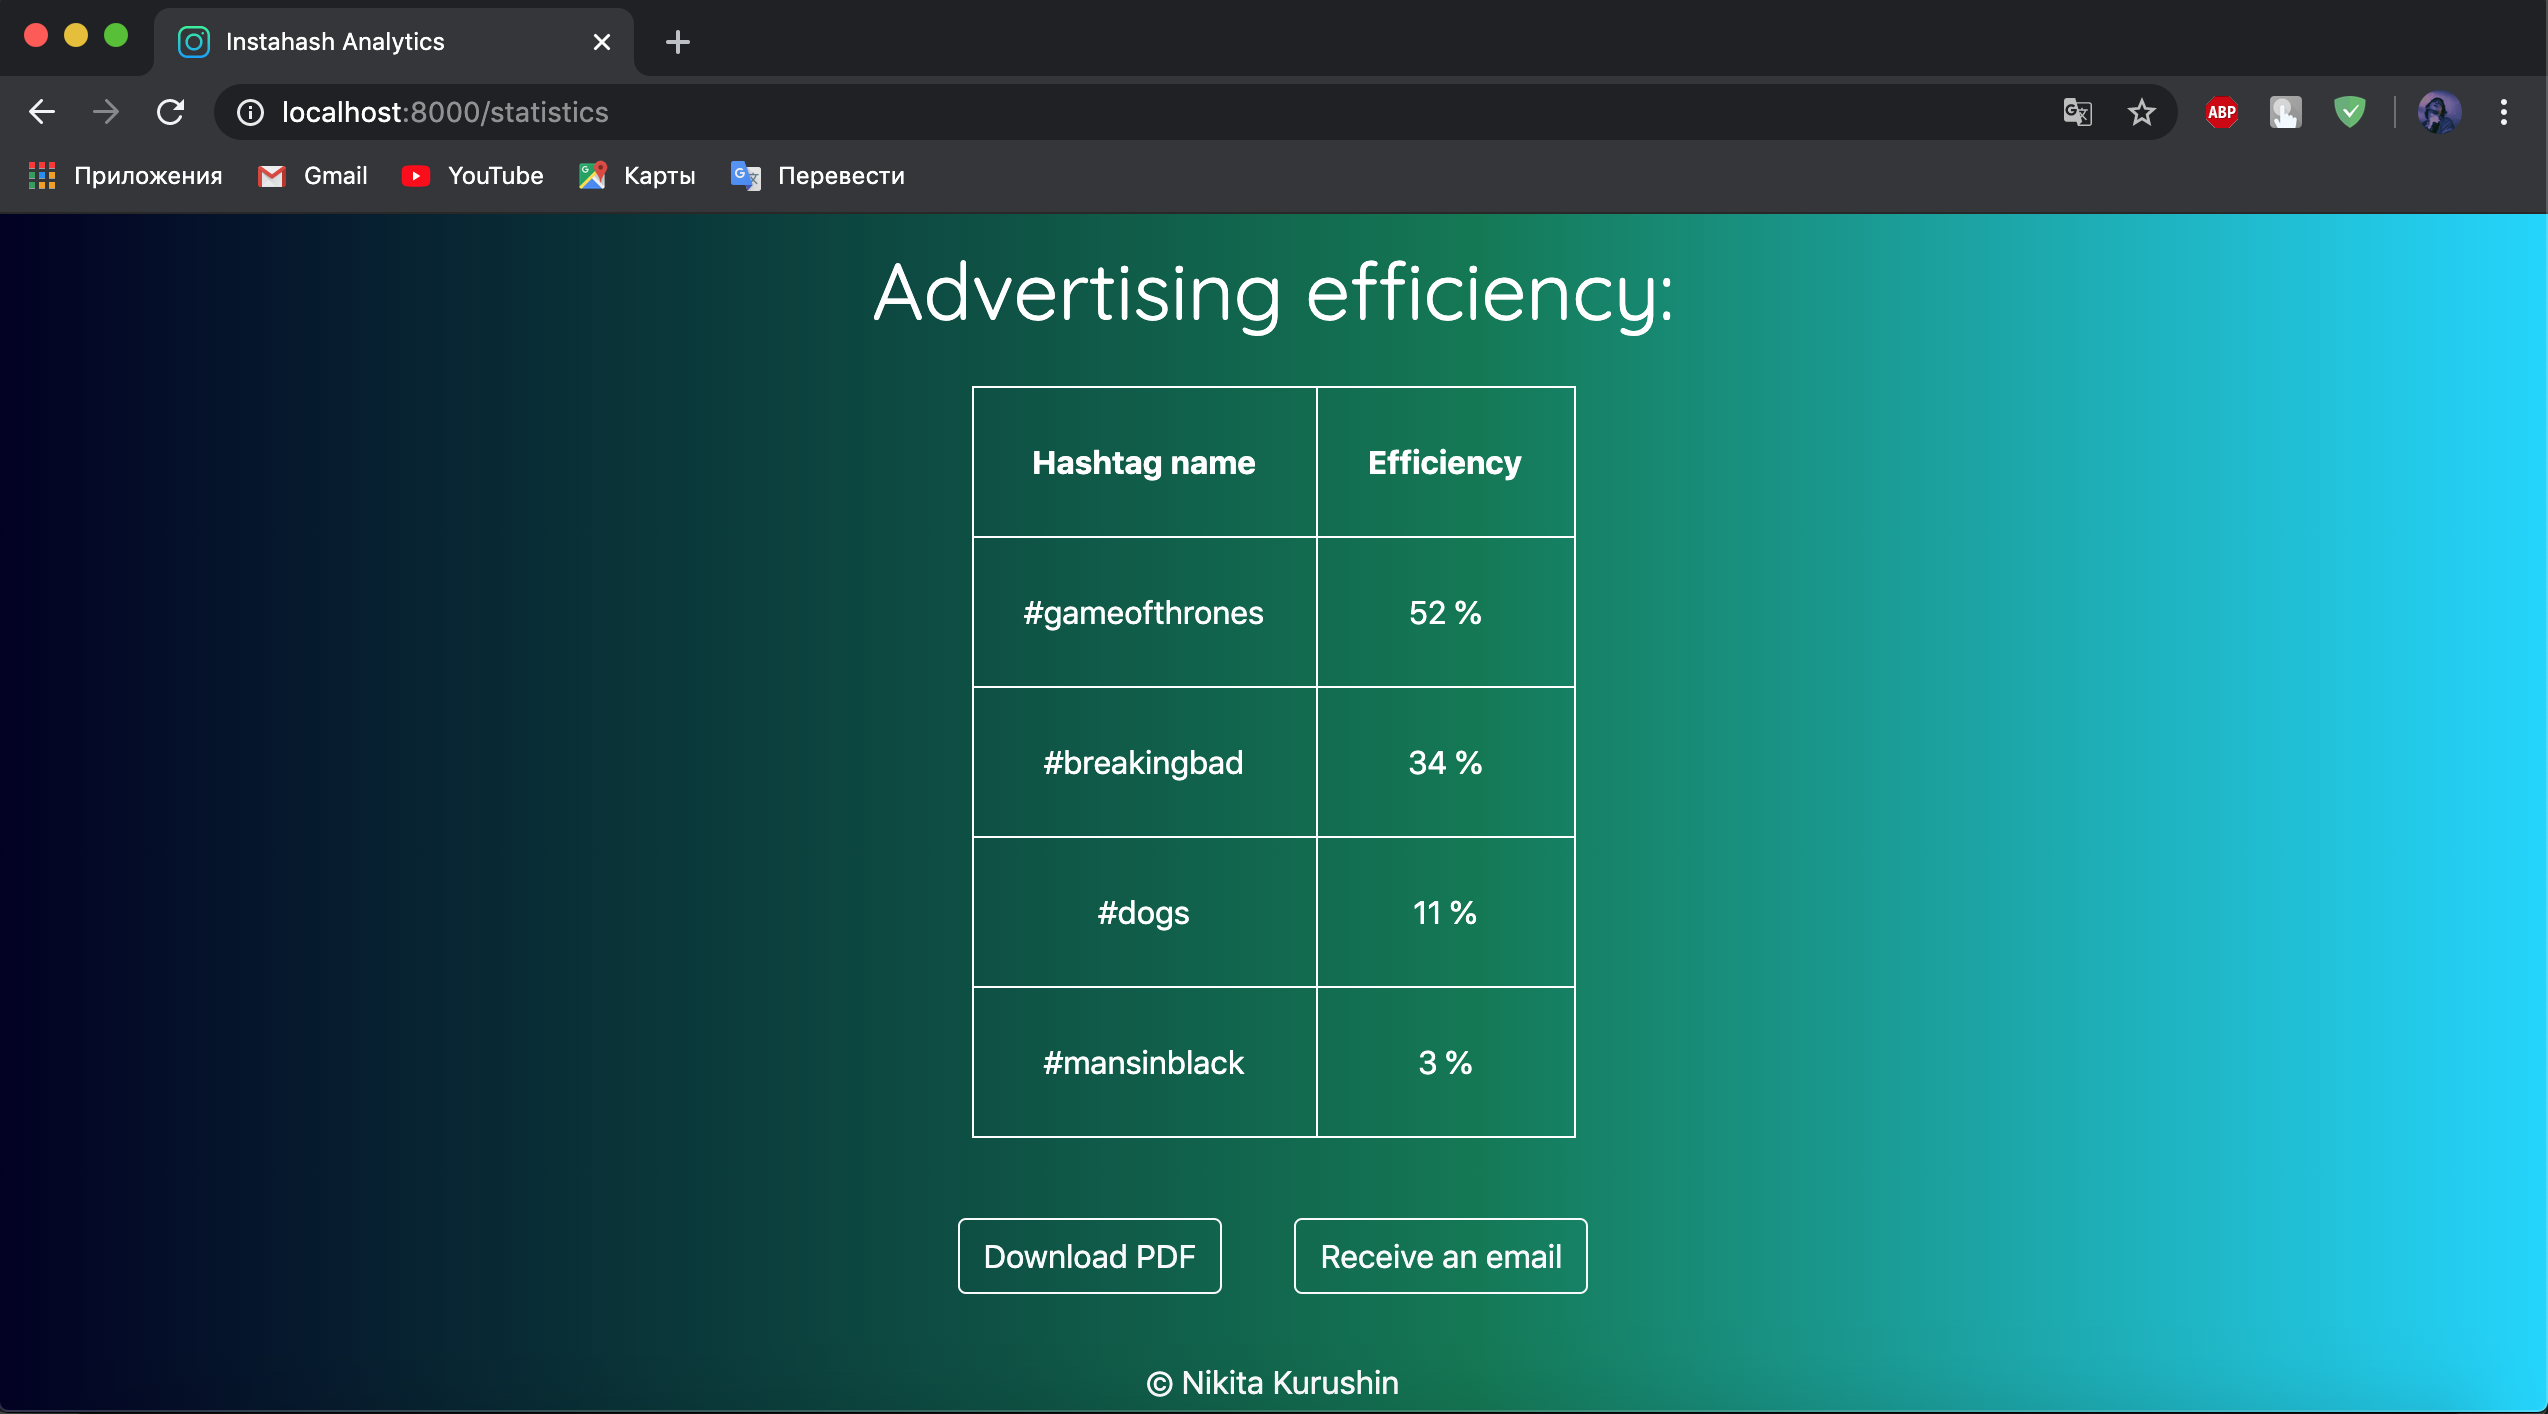 Instahash Analytics
localhost:8000/statistics
ABP
Приложения Gmail YouTube Карты Перевести
Advertising efficiency:
Hashtag name Efficiency
#gameofthrones 52 %
#breakingbad 34 %
#dogs 11 %
#mansinblack 3 %
Download PDF Receive an email
© Nikita Kurushin